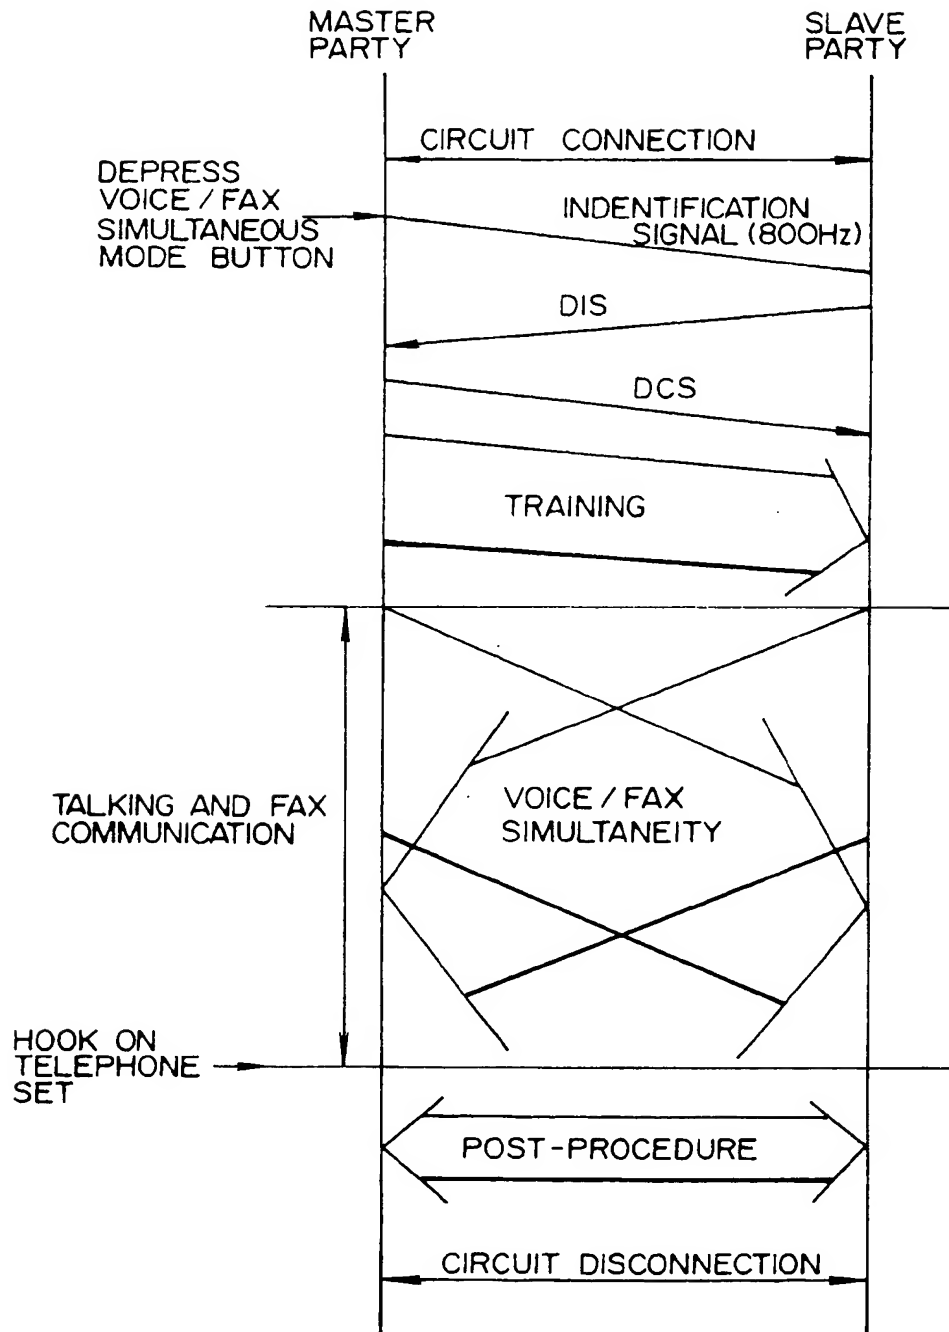 MASTER
PARTY
SLAVE
PARTY
CIRCUIT CONNECTION
DEPRESS
VOICE / FAX
SIMULTANEOUS
MODE BUTTON
INDENTIFICATION
SIGNAL (800Hz)
DIS
DCS
TRAINING
TALKING AND FAX
COMMUNICATION
VOICE / FAX
SIMULTANEITY
HOOK ON
TELEPHONE
SET
POST-PROCEDURE
CIRCUIT DISCONNECTION